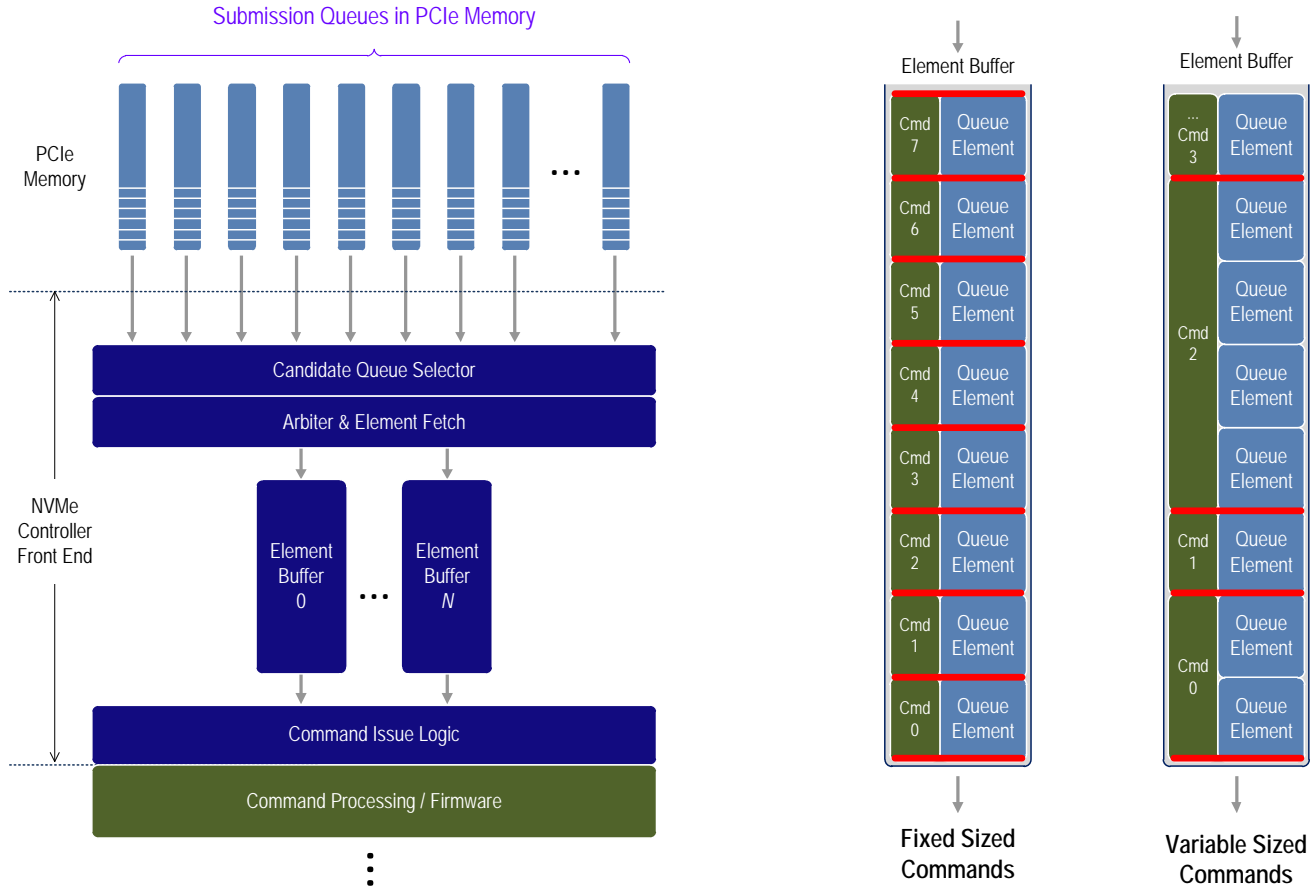 Submission Queues in PCIe Memory
PCIe
Memory
...
NVMe
Controller
Front End
Candidate Queue Selector
Arbiter & Element Fetch
Element
Buffer
0
...
Element
Buffer
N
Command Issue Logic
Command Processing / Firmware
Element Buffer
Cmd
7
Queue
Element
Cmd
6
Queue
Element
Cmd
5
Queue
Element
Cmd
4
Queue
Element
Cmd
3
Queue
Element
Cmd
2
Queue
Element
Cmd
1
Queue
Element
Cmd
0
Queue
Element
Fixed Sized
Commands
Element Buffer
...
Cmd
3
Queue
Element
Cmd
2
Queue
Element
Queue
Element
Queue
Element
Queue
Element
Cmd
1
Queue
Element
Cmd
0
Queue
Element
Queue
Element
Variable Sized
Commands